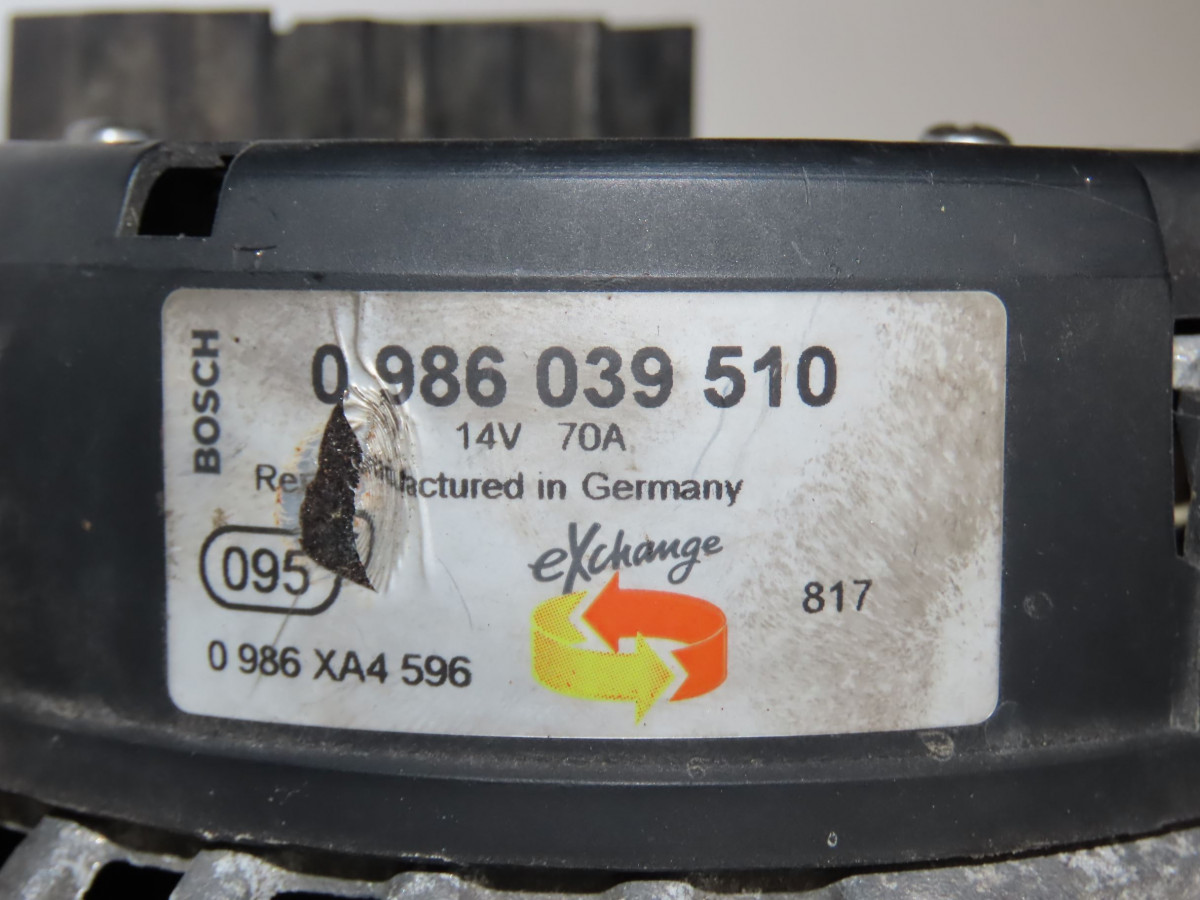 BOSCH
0 986 039 510
14V 70A
in Germany
095
eXchange
817
0 986 XA4 596